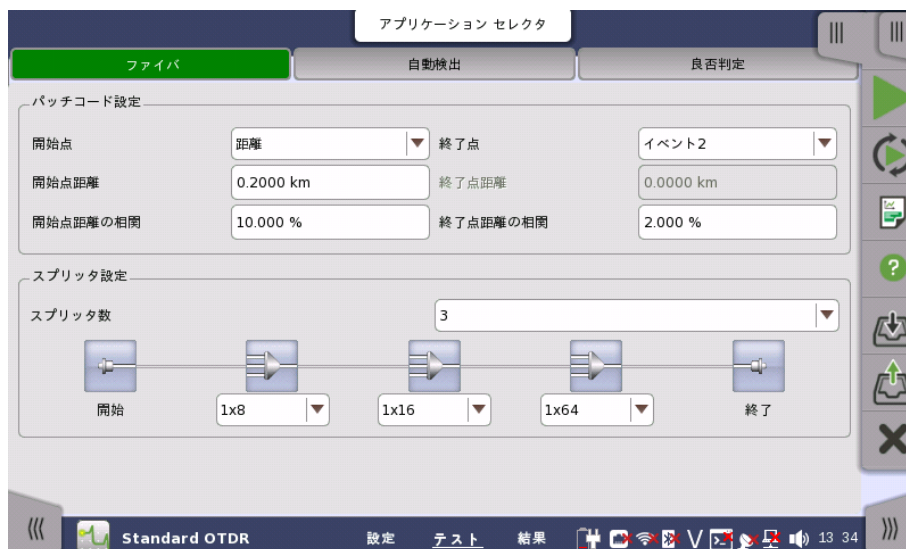 アプリケーション セレクタ
ファイバ 自動検出 良否判定
パッチコード設定
開始点 距離 終了点 イベント2
開始点距離 0.2000 km 終了点距離 0.0000 km
開始点距離の相関 10.000 % 終了点距離の相関 2.000 %
スプリッタ設定
スプリッタ数 3
開始 1x8 1x16 1x64 終了
Standard OTDR 設定 テスト 結果 13 34